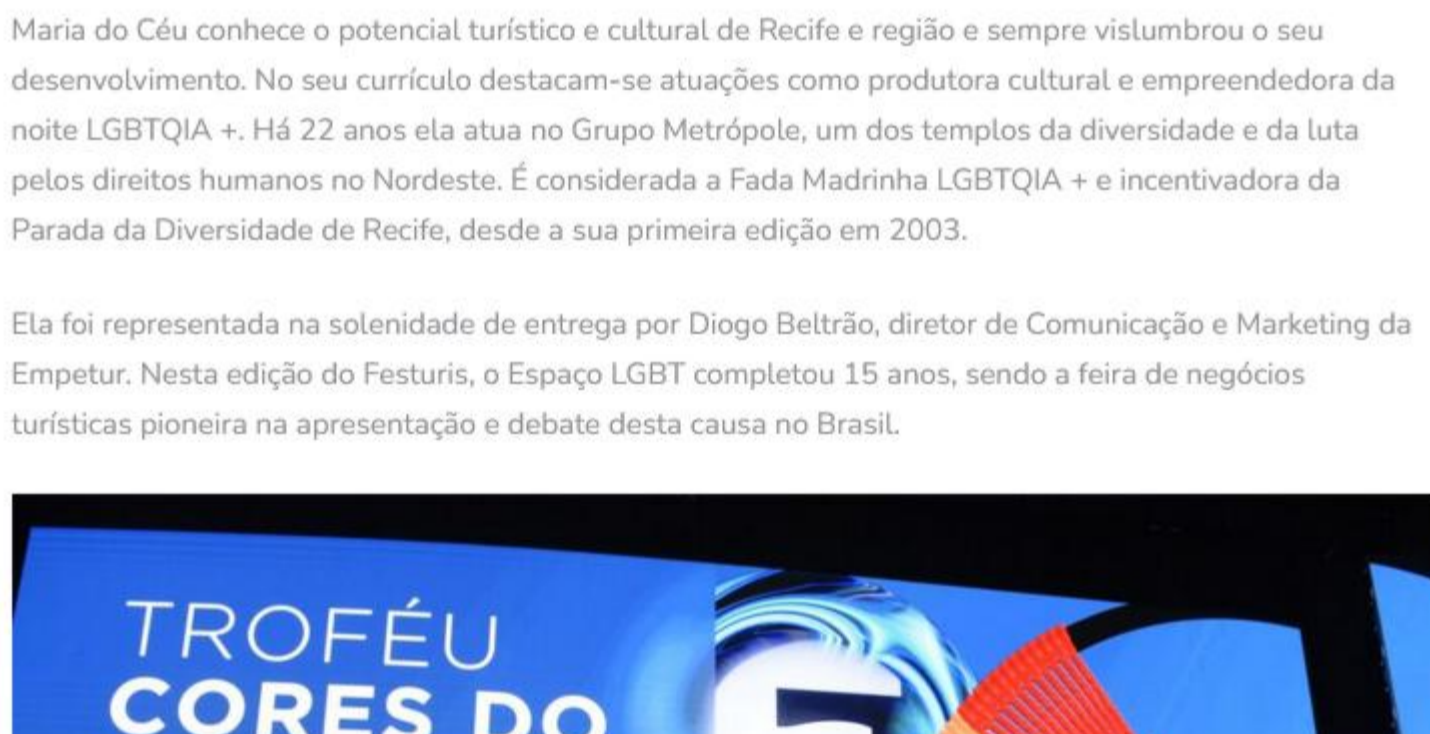 Maria do Céu conhece o potencial turístico e cultural de Recife e região e sempre vislumbrou o seu
desenvolvimento. No seu currículo destacam-se atuações como produtora cultural e empreendedora da
noite LGBTQIA +. Há 22 anos ela atua no Grupo Metrópole, um dos templos da diversidade e da luta
pelos direitos humanos no Nordeste. É considerada a Fada Madrinha LGBTQIA + e incentivadora da
Parada da Diversidade de Recife, desde a sua primeira edição em 2003.
Ela foi representada na solenidade de entrega por Diogo Beltrão, diretor de Comunicação e Marketing da
Empetur. Nesta edição do Festuris, o Espaço LGBT completou 15 anos, sendo a feira de negócios
turísticas pioneira na apresentação e debate desta causa no Brasil.
TROFÉU
CORES DO